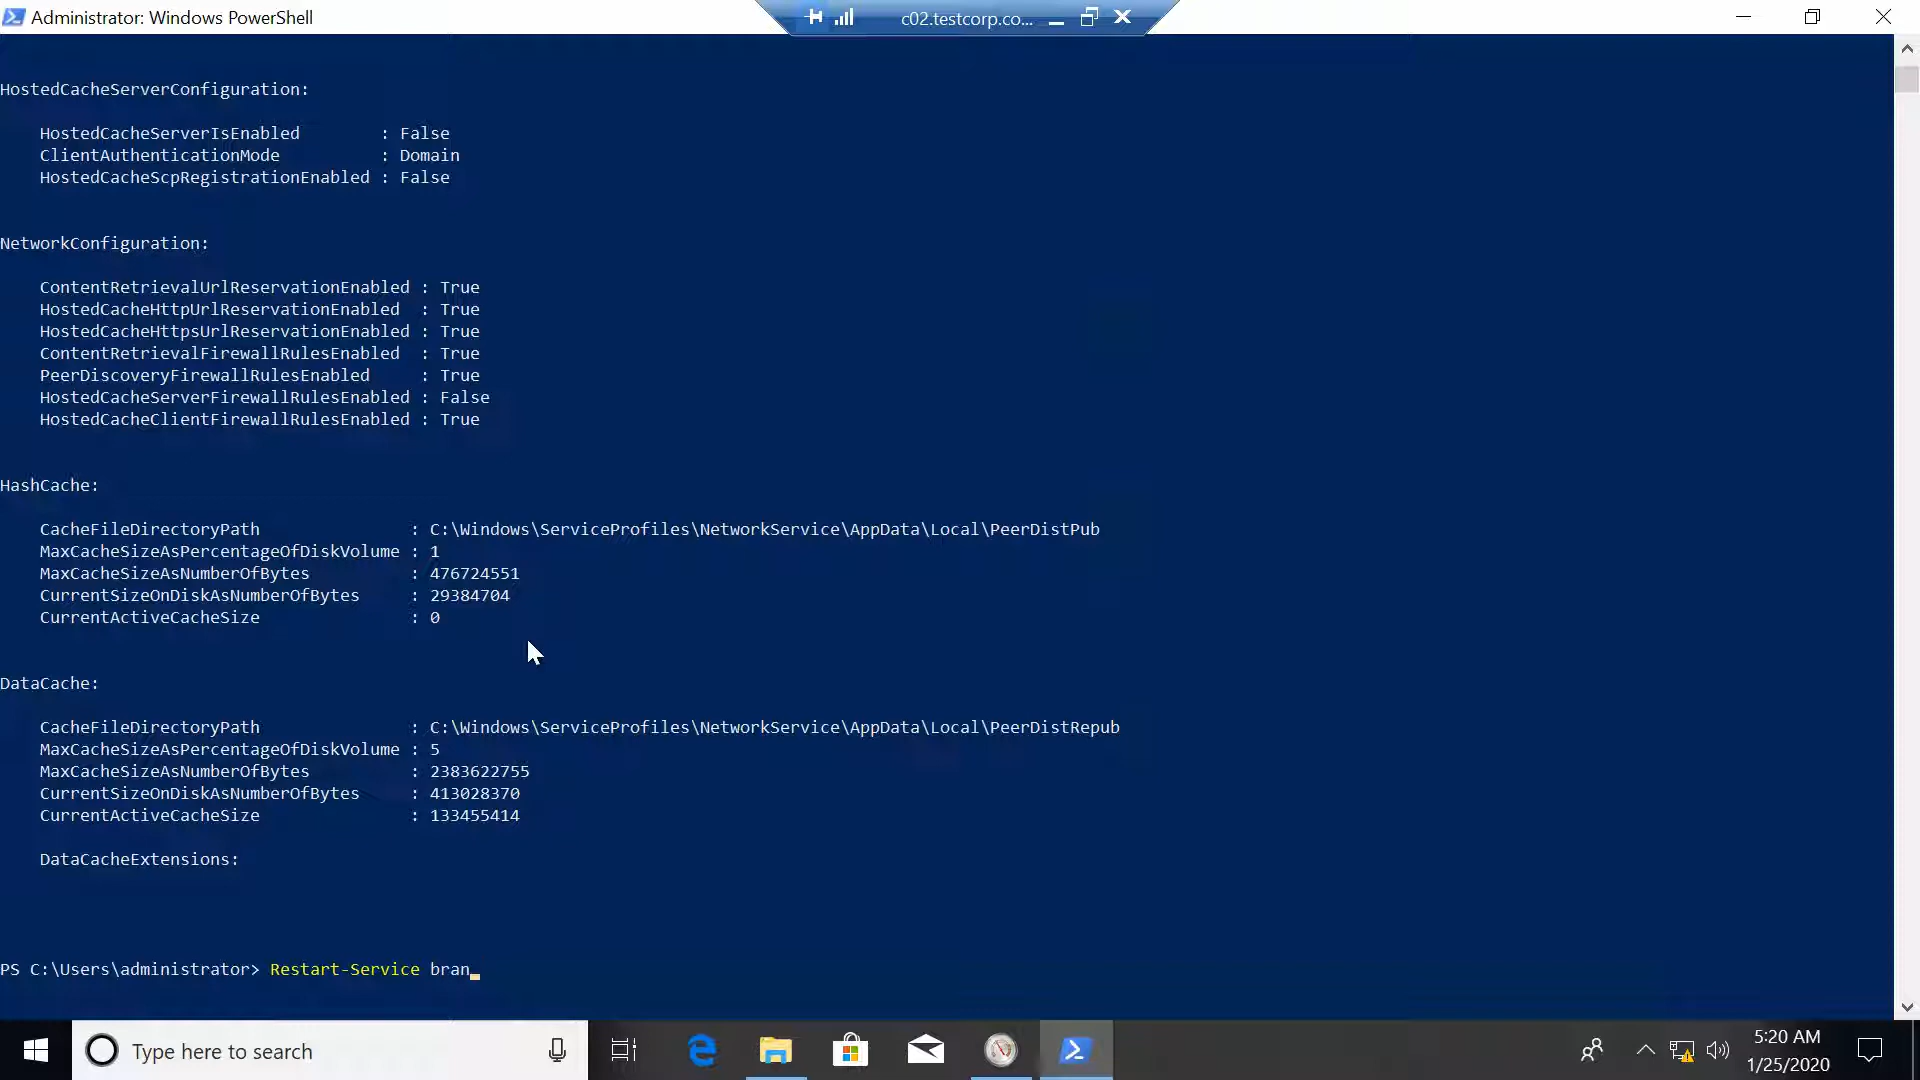 Administrator: Windows PowerShell
c02.testcorp.co...
HostedCacheServerConfiguration:
HostedCacheServerIsEnabled : False
ClientAuthenticationMode : Domain
HostedCacheScpRegistrationEnabled : False
NetworkConfiguration:
ContentRetrievalUrlReservationEnabled : True
HostedCacheHttpUrlReservationEnabled : True
HostedCacheHttpsUrlReservationEnabled : True
ContentRetrievalFirewallRulesEnabled : True
PeerDiscoveryFirewallRulesEnabled : True
HostedCacheServerFirewallRulesEnabled : False
HostedCacheClientFirewallRulesEnabled : True
HashCache:
CacheFileDirectoryPath : C:\Windows\ServiceProfiles\NetworkService\AppData\Local\PeerDistPub
MaxCacheSizeAsPercentageOfDiskVolume : 1
MaxCacheSizeAsNumberOfBytes : 476724551
CurrentSizeOnDiskAsNumberOfBytes : 29384704
CurrentActiveCacheSize : 0
DataCache:
CacheFileDirectoryPath : C:\Windows\ServiceProfiles\NetworkService\AppData\Local\PeerDistRepub
MaxCacheSizeAsPercentageOfDiskVolume : 5
MaxCacheSizeAsNumberOfBytes : 2383622755
CurrentSizeOnDiskAsNumberOfBytes : 413028370
CurrentActiveCacheSize : 133455414
DataCacheExtensions:
PS C:\Users\administrator> Restart-Service bran_
Type here to search
5:20 AM
1/25/2020